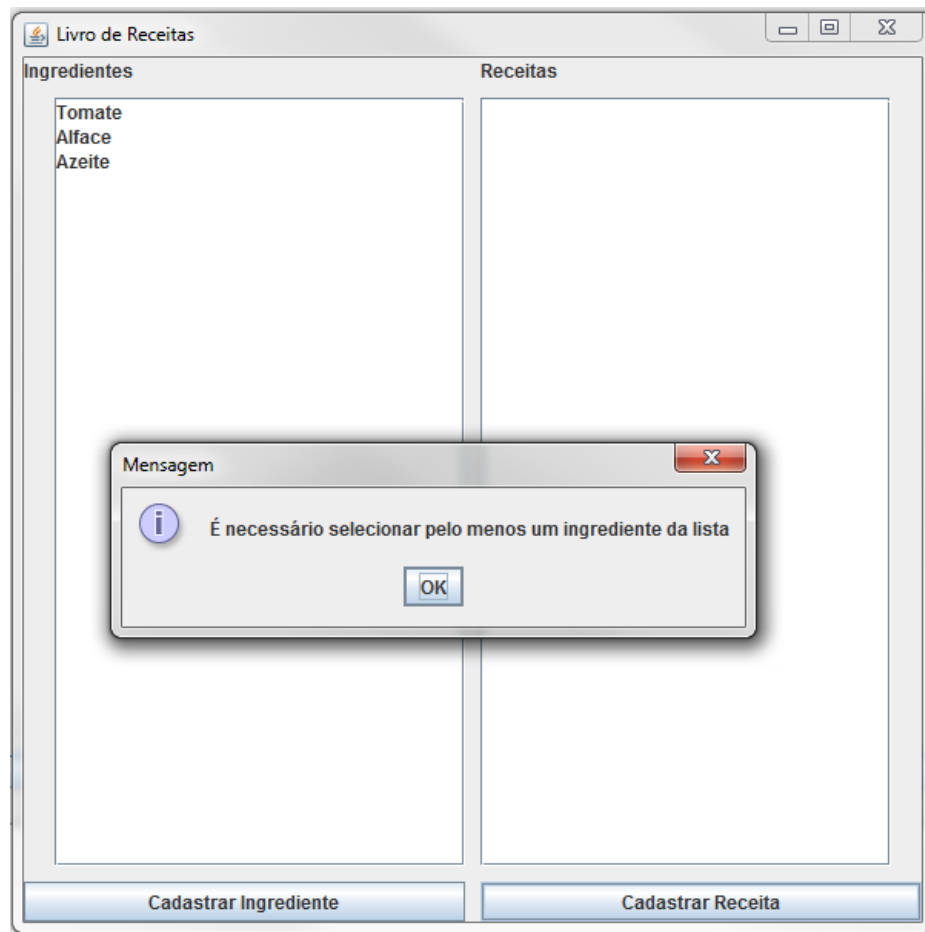 Livro de Receitas
Ingredientes
Receitas
Tomate
Alface
Azeite
Mensagem
É necessário selecionar pelo menos um ingrediente da lista
OK
Cadastrar Ingrediente
Cadastrar Receita